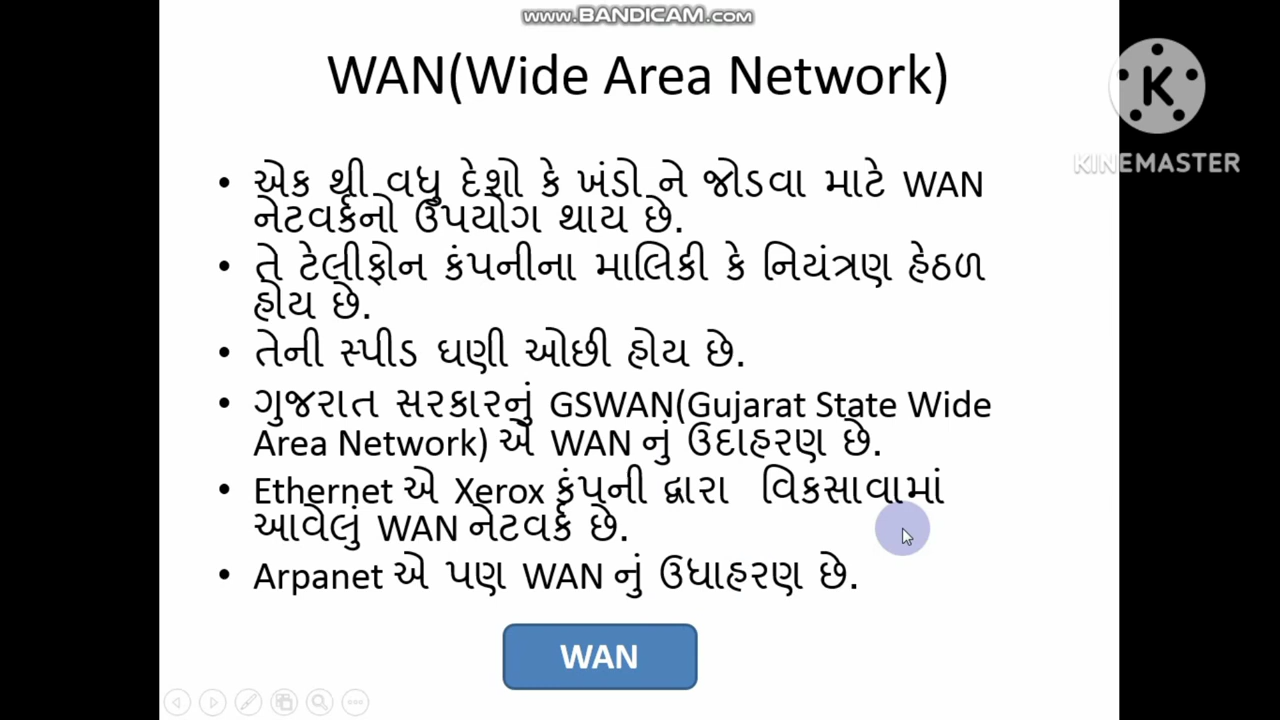 www.BANDICAM.com
WAN(Wide Area Network)
K
KINEMASTER
• એક થી વધુ દેશો કે ખંડો ને જોડવા માટે WAN
નેટવર્કનો ઉપયોગ થાય છે.
• તે ટેલીફોન કંપનીના માલિકી કે નિયંત્રણ હેઠળ
હોય છે.
• તેની સ્પીડ ઘણી ઓછી હોય છે.
• ગુજરાત સરકારનું GSWAN(Gujarat State Wide
Area Network) એ WAN નું ઉદાહરણ છે.
• Ethernet એ Xerox કંપની દ્વારા વિકસાવામાં
આવેલું WAN નેટવર્ક છે.
• Arpanet એ પણ WAN નું ઉધાહરણ છે.
WAN